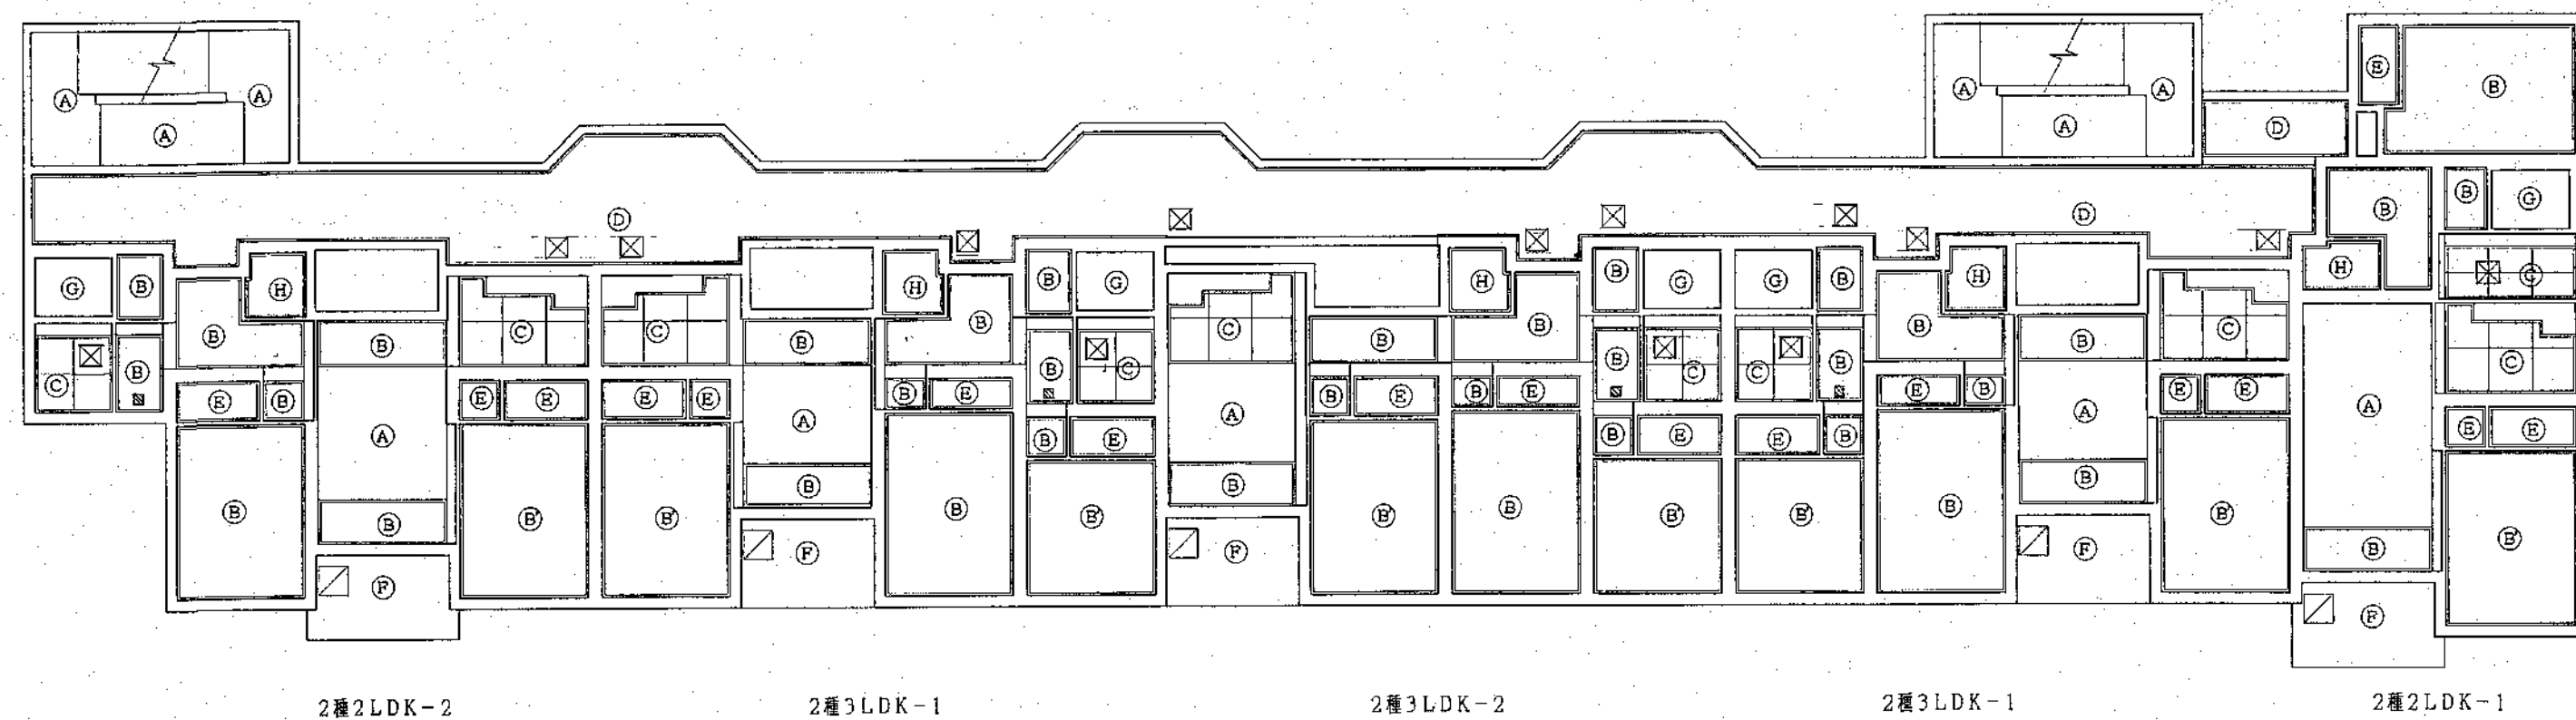 A A A A A A E B
D
D D B B G
G B H B H B G H B G B G G B H B H G
B C C B C B B C
C B B B C C B C B C
E B E E E E B E A B E B E E E B E E
A A B E B E E B A E E
B B B B
B B B' B' B B' B' B B' B' B B' B B'
F F F F F
2種2LDK-2 2種3LDK-1 2種3LDK-2 2種3LDK-1 2種2LDK-1